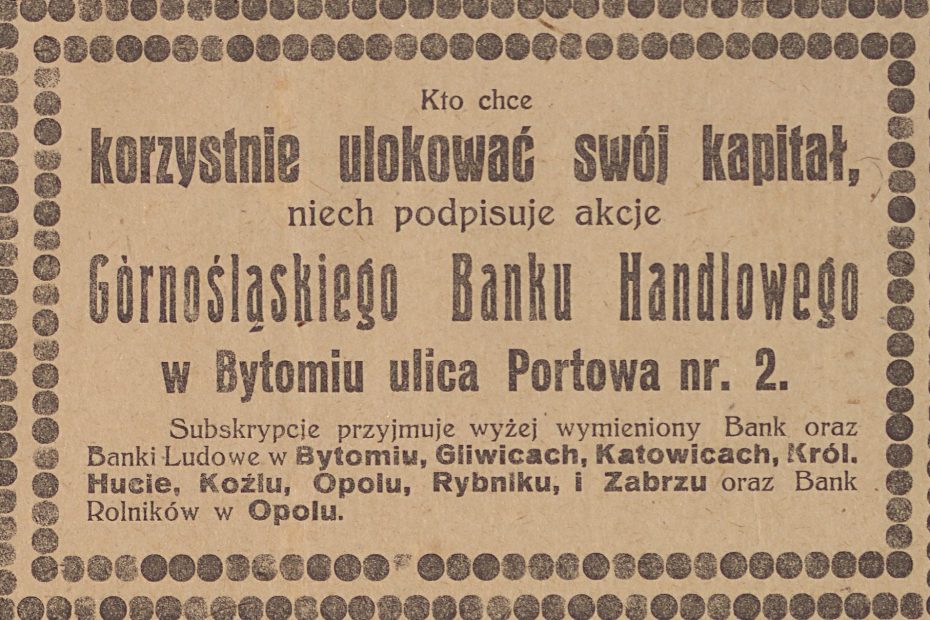 Kto chce
korzystnie ulokować swój kapitał,
niech podpisuje akcje
Górnośląskiego Banku Handlowego
w Bytomiu ulica Portowa nr. 2.
Subskrypcje przyjmuje wyżej wymieniony Bank oraz
Banki Ludowe w Bytomiu, Gliwicach, Katowicach, Król.
Hucie, Koźlu, Opolu, Rybniku, i Zabrzu oraz Bank
Rolników w Opolu.